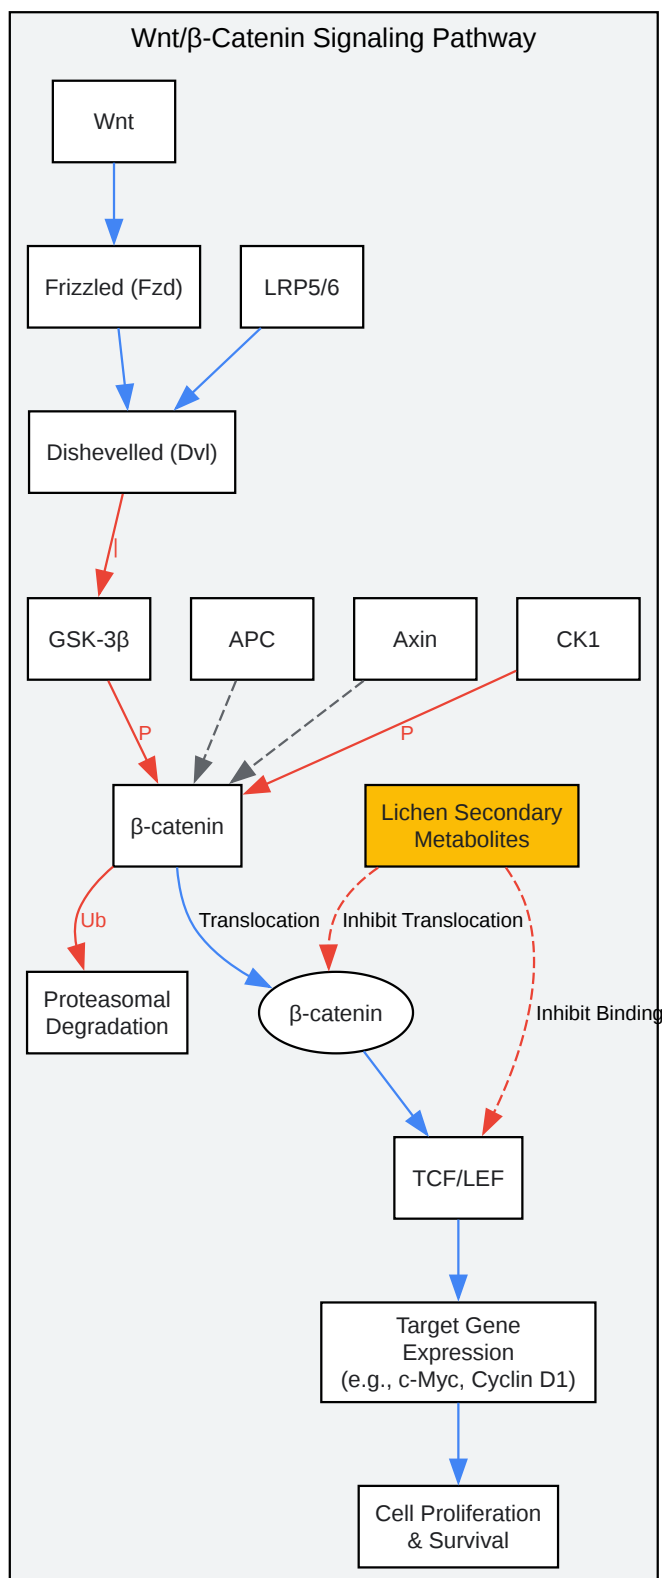 Wnt/β-Catenin Signaling Pathway
Wnt
Frizzled (Fzd)
LRP5/6
Dishevelled (Dvl)
|
GSK-3β
APC
Axin
CK1
P
P
β-catenin
Lichen Secondary
Metabolites
Ub
Translocation
Inhibit Translocation
Proteasomal
Degradation
β-catenin
Inhibit Binding
TCF/LEF
Target Gene
Expression
(e.g., c-Myc, Cyclin D1)
Cell Proliferation
& Survival